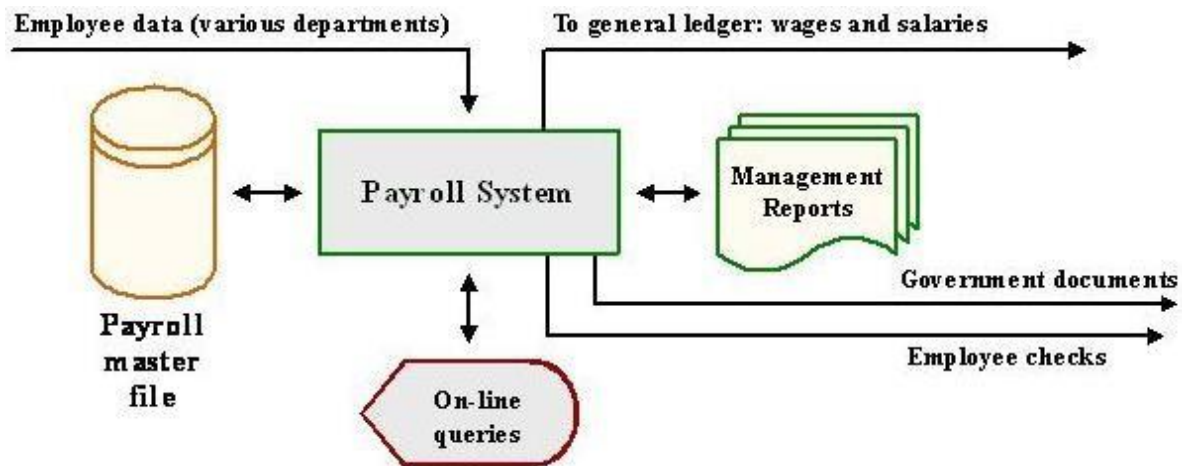 Employee data (various departments)
To general ledger: wages and salaries
Payroll System
Management
Reports
Payroll
master
file
On-line
queries
Government documents
Employee checks